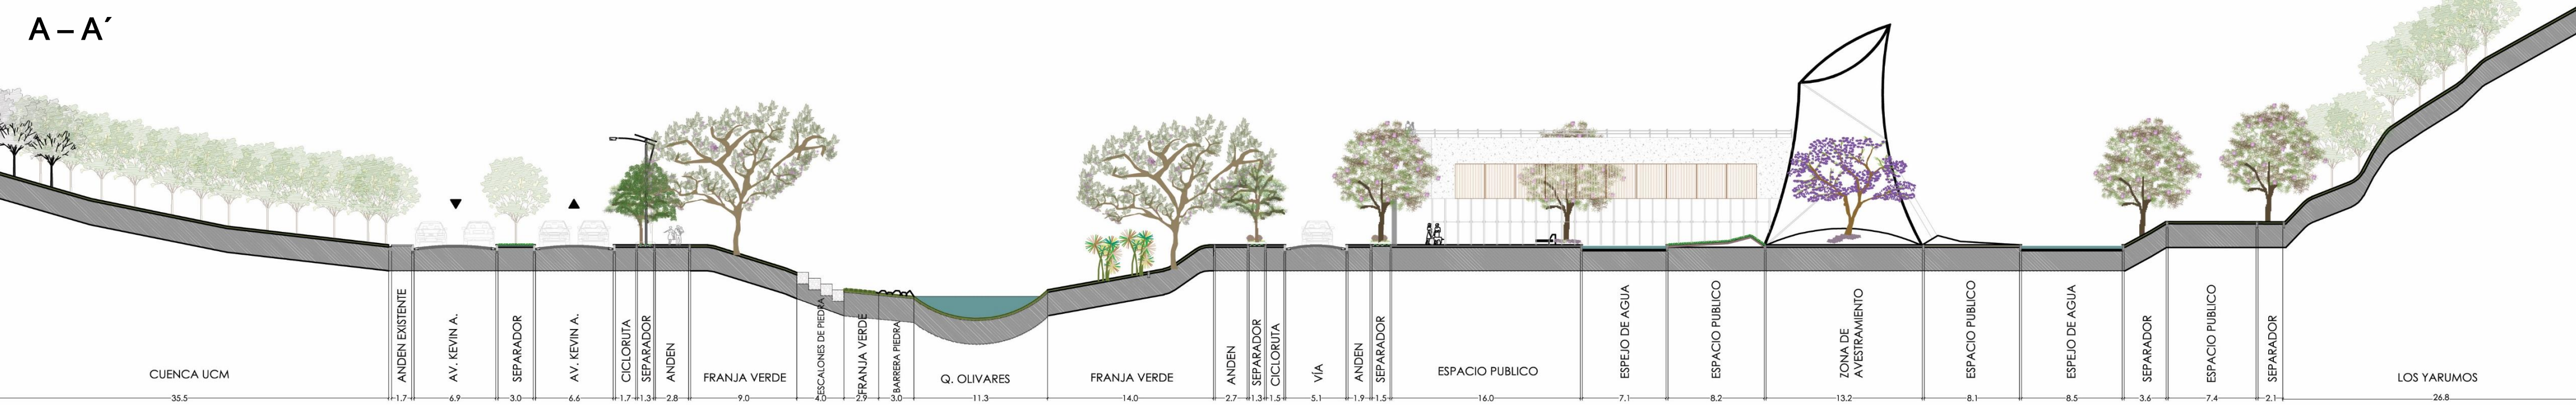 A – A´
CUENCA UCM
ANDEN EXISTENTE
AV. KEVIN A.
SEPARADOR
AV. KEVIN A.
CICLORUTA
SEPARADOR
ANDEN
FRANJA VERDE
ESCALONES DE PIEDRA
FRANJA VERDE
BARRERA PIEDRA
Q. OLIVARES
FRANJA VERDE
ANDEN
SEPARADOR
CICLORUTA
VÍA
ANDEN
SEPARADOR
ESPACIO PUBLICO
ESPEJO DE AGUA
ESPACIO PUBLICO
ZONA DE
AVESTRAMIENTO
ESPACIO PUBLICO
ESPEJO DE AGUA
SEPARADOR
ESPACIO PUBLICO
SEPARADOR
LOS YARUMOS
35.5 1.7 6.9 3.0 6.6 1.7 1.3 2.8 9.0 4.0 2.9 3.0 11.3 14.0 2.7 1.3 1.5 5.1 1.9 1.5 16.0 7.1 8.2 13.2 8.1 8.5 3.6 7.4 2.1 26.8